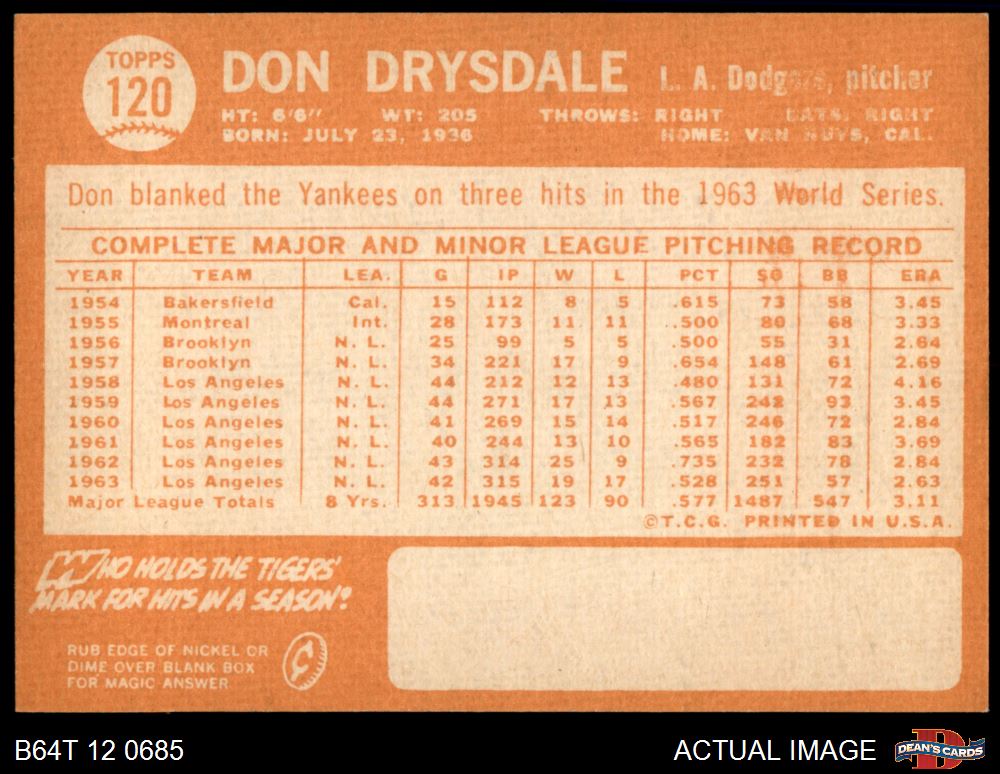 TOPPS
120
DON DRYSDALE L. A. Dodgers, pitcher
HT: 6'6" WT: 205 THROWS: RIGHT BATS: RIGHT
BORN: JULY 23, 1936 HOME: VAN NUYS, CAL.
Don blanked the Yankees on three hits in the 1963 World Series.
COMPLETE MAJOR AND MINOR LEAGUE PITCHING RECORD
YEAR TEAM LEA. G IP W L PCT SO BB ERA
1954 Bakersfield Cal. 15 112 8 5 .615 73 58 3.45
1955 Montreal Int. 28 173 11 11 .500 80 68 3.33
1956 Brooklyn N. L. 25 99 5 5 .500 55 31 2.64
1957 Brooklyn N. L. 34 221 17 9 .654 148 61 2.69
1958 Los Angeles N. L. 44 212 12 13 .480 131 72 4.16
1959 Los Angeles N. L. 44 271 17 13 .567 242 93 3.45
1960 Los Angeles N. L. 41 269 15 14 .517 246 72 2.84
1961 Los Angeles N. L. 40 244 13 10 .565 182 83 3.69
1962 Los Angeles N. L. 43 314 25 9 .735 232 78 2.84
1963 Los Angeles N. L. 42 315 19 17 .528 251 57 2.63
Major League Totals 8 Yrs. 313 1945 123 90 .577 1487 547 3.11
©T.C.G. PRINTED IN U.S.A.
WHO HOLDS THE TIGERS'
MARK FOR HITS IN A SEASON?
RUB EDGE OF NICKEL OR
DIME OVER BLANK BOX
FOR MAGIC ANSWER
¢
B64T 12 0685 ACTUAL IMAGE D DEAN'S CARDS